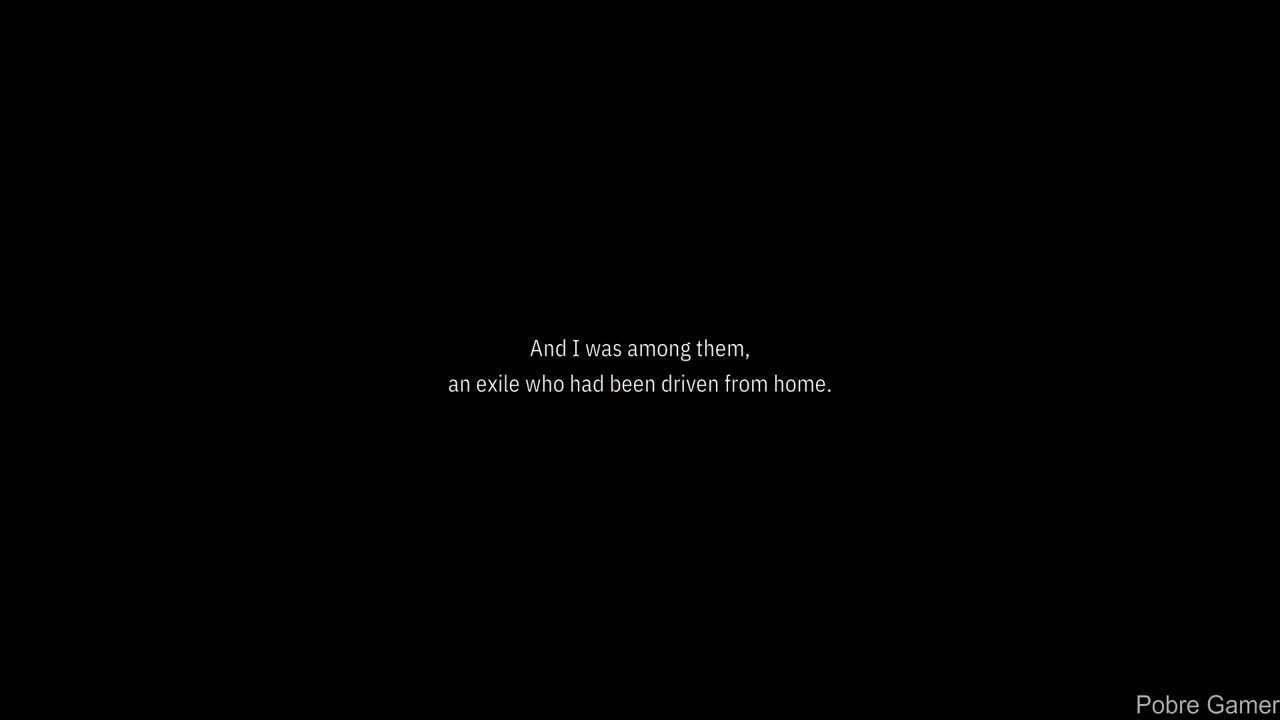 And I was among them,
an exile who had been driven from home.
Pobre Gamer